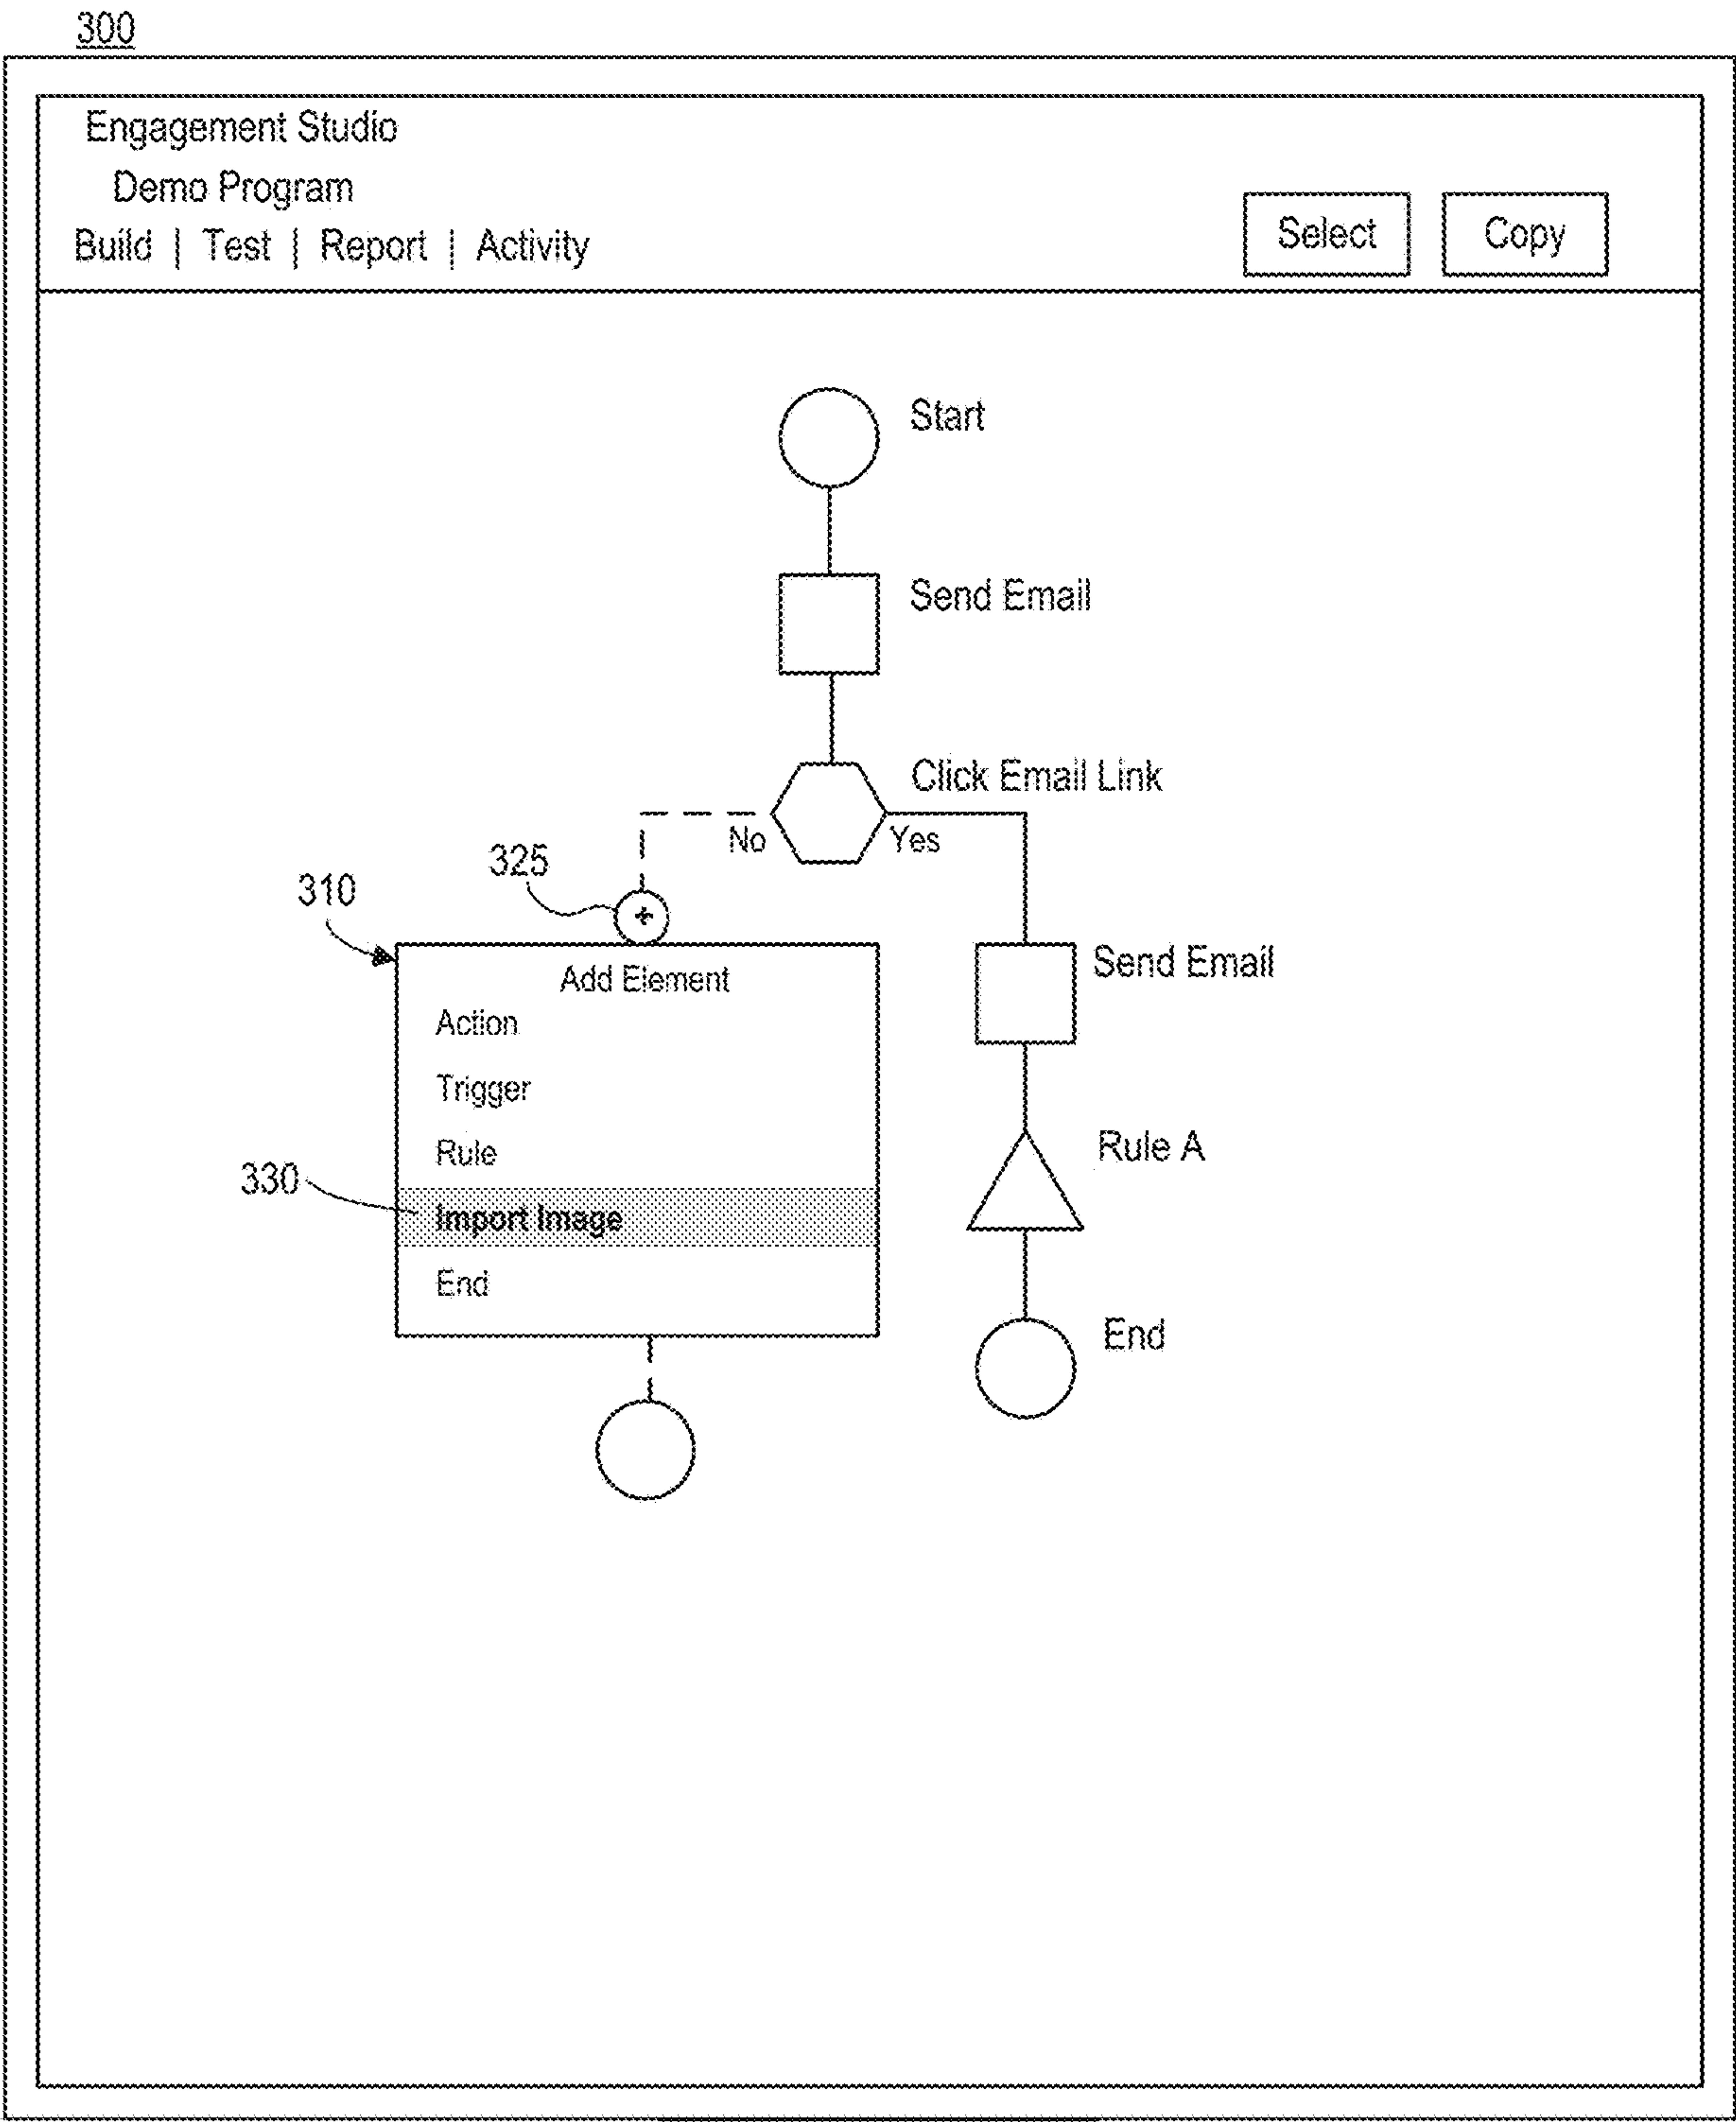 300
Engagement Studio
Demo Program
Build | Test | Report | Activity
Select
Copy
Start
Send Email
Click Email Link
No
Yes
325
310
+
Add Element
Action
Trigger
Rule
330
Import Image
End
Send Email
Rule A
End